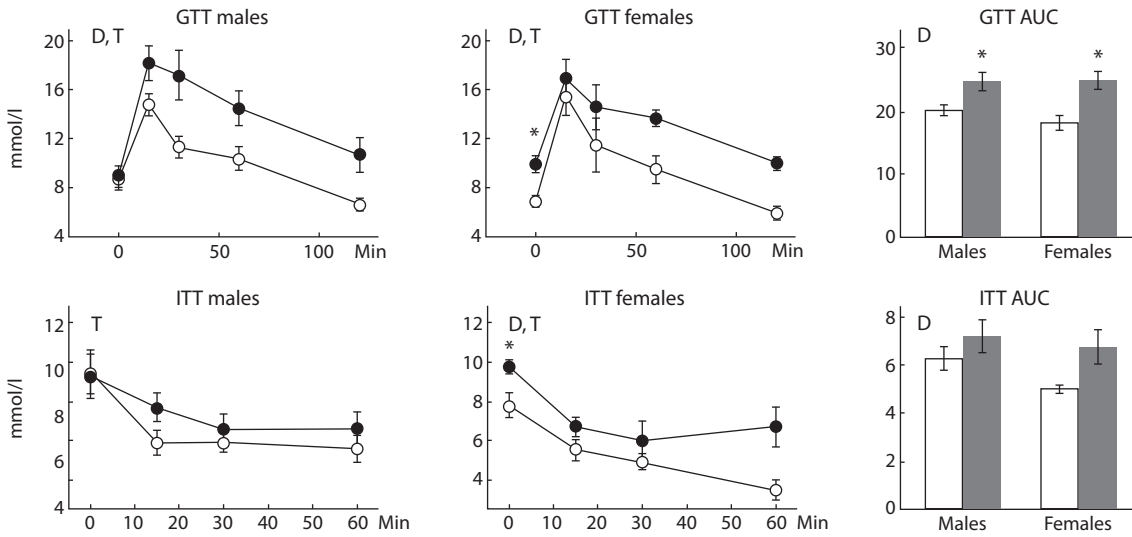 GTT males
D, T
mmol/l
20
16
12
8
4
0 50 100 Min
GTT females
D, T
*
20
16
12
8
4
0 50 100 Min
GTT AUC
D
* *
30
20
10
0
Males Females
ITT males
T
mmol/l
12
10
8
6
4
0 10 20 30 40 50 60 Min
ITT females
D, T
*
12
10
8
6
4
0 10 20 30 40 50 60 Min
ITT AUC
D
8
6
4
2
0
Males Females